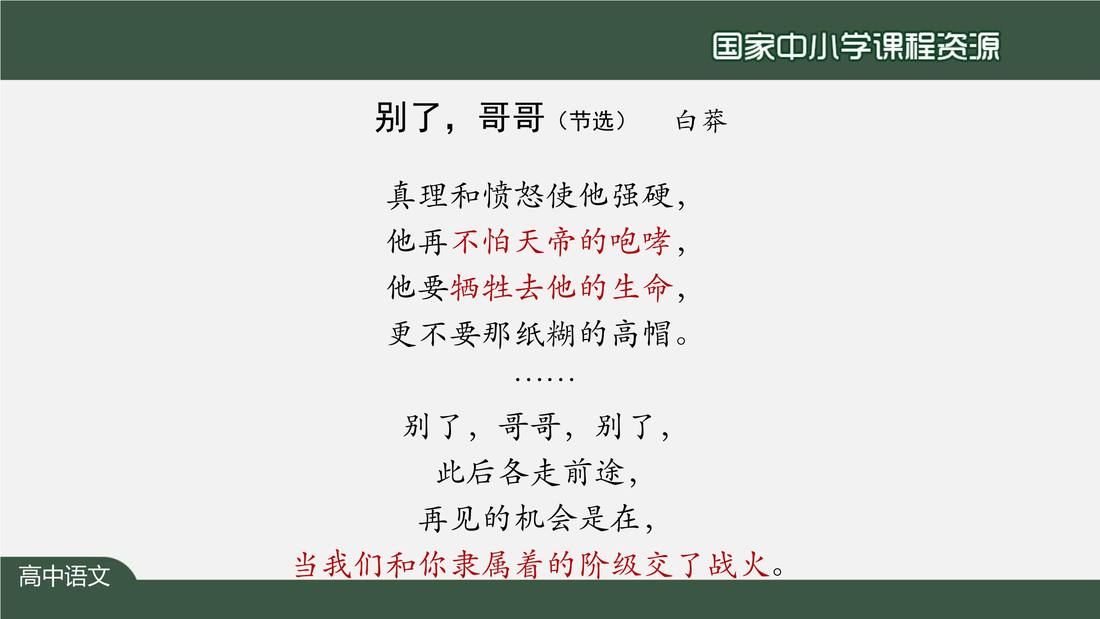 国家中小学课程资源
别了，哥哥（节选） 白莽
真理和愤怒使他强硬，
他再不怕天帝的咆哮，
他要牺牲去他的生命，
更不要那纸糊的高帽。
……
别了，哥哥，别了，
此后各走前途，
再见的机会是在，
当我们和你隶属着的阶级交了战火。
高中语文